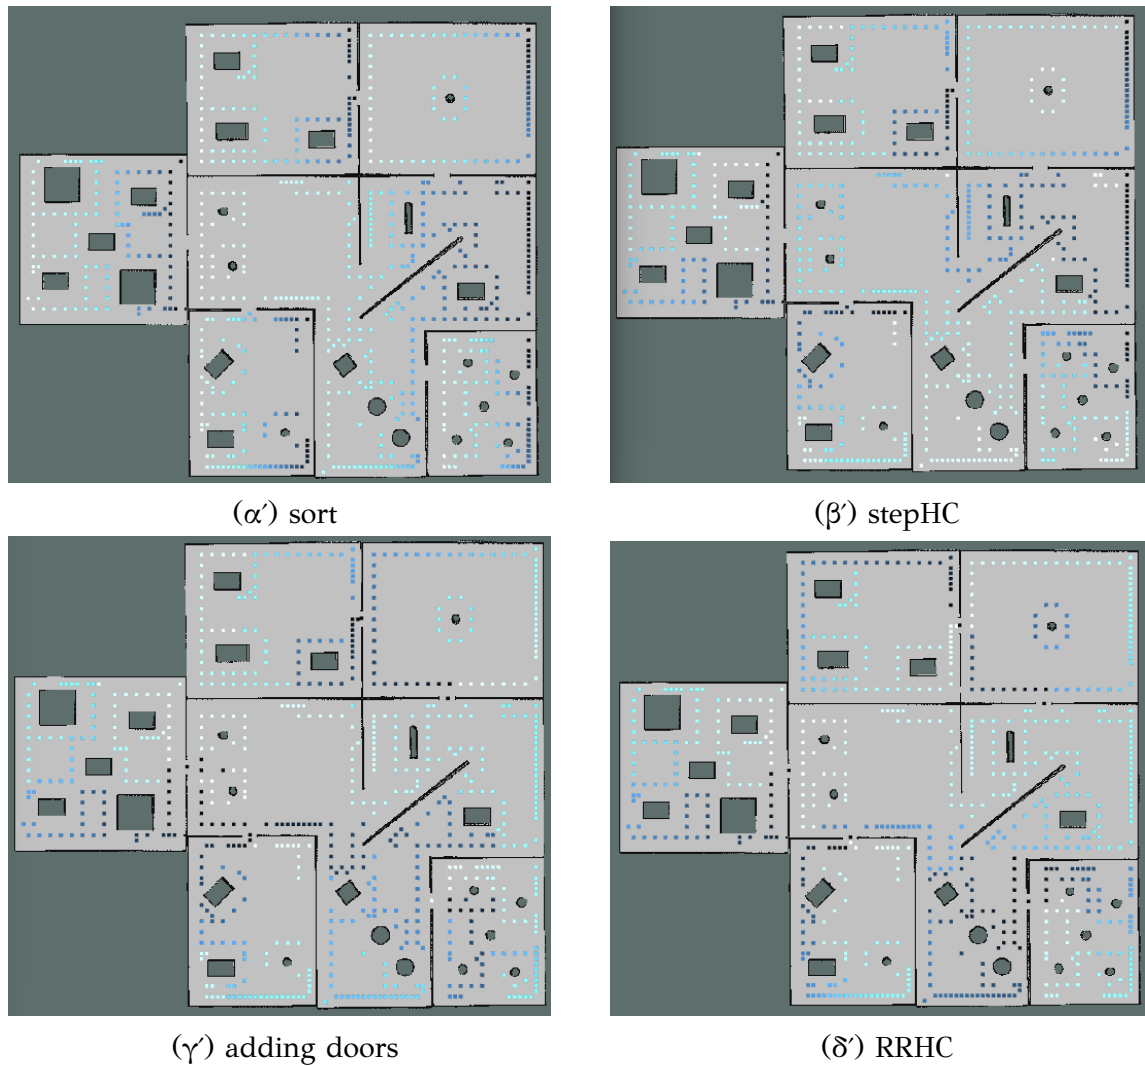 (α′) sort
(β′) stepHC
(γ′) adding doors
(δ′) RRHC